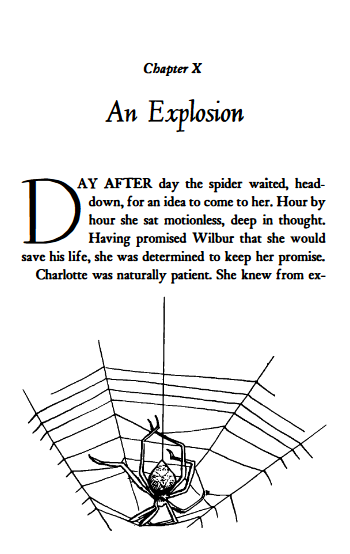 Chapter X
An Explosion
DAY AFTER day the spider waited, head-
down, for an idea to come to her. Hour by
hour she sat motionless, deep in thought.
Having promised Wilbur that she would
save his life, she was determined to keep her promise.
Charlotte was naturally patient. She knew from ex-